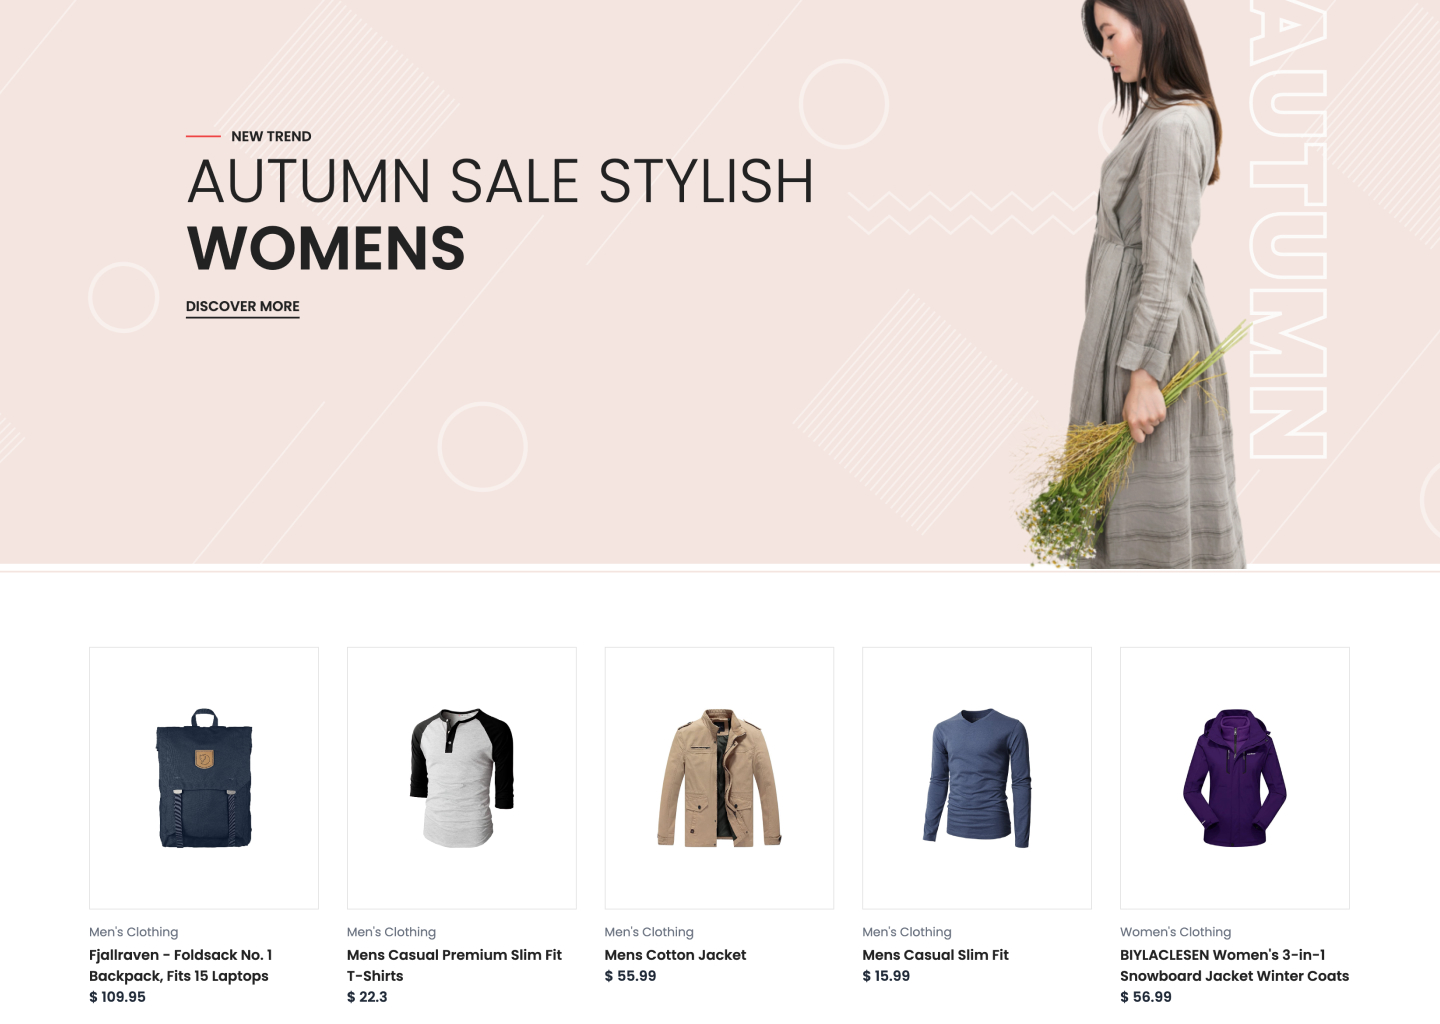 NEW TREND
AUTUMN SALE STYLISH
WOMENS
DISCOVER MORE
AUTUMN
Men's Clothing
Fjallraven - Foldsack No. 1
Backpack, Fits 15 Laptops
$ 109.95
Men's Clothing
Mens Casual Premium Slim Fit
T-Shirts
$ 22.3
Men's Clothing
Mens Cotton Jacket
$ 55.99
Men's Clothing
Mens Casual Slim Fit
$ 15.99
Women's Clothing
BIYLACLESEN Women's 3-in-1
Snowboard Jacket Winter Coats
$ 56.99